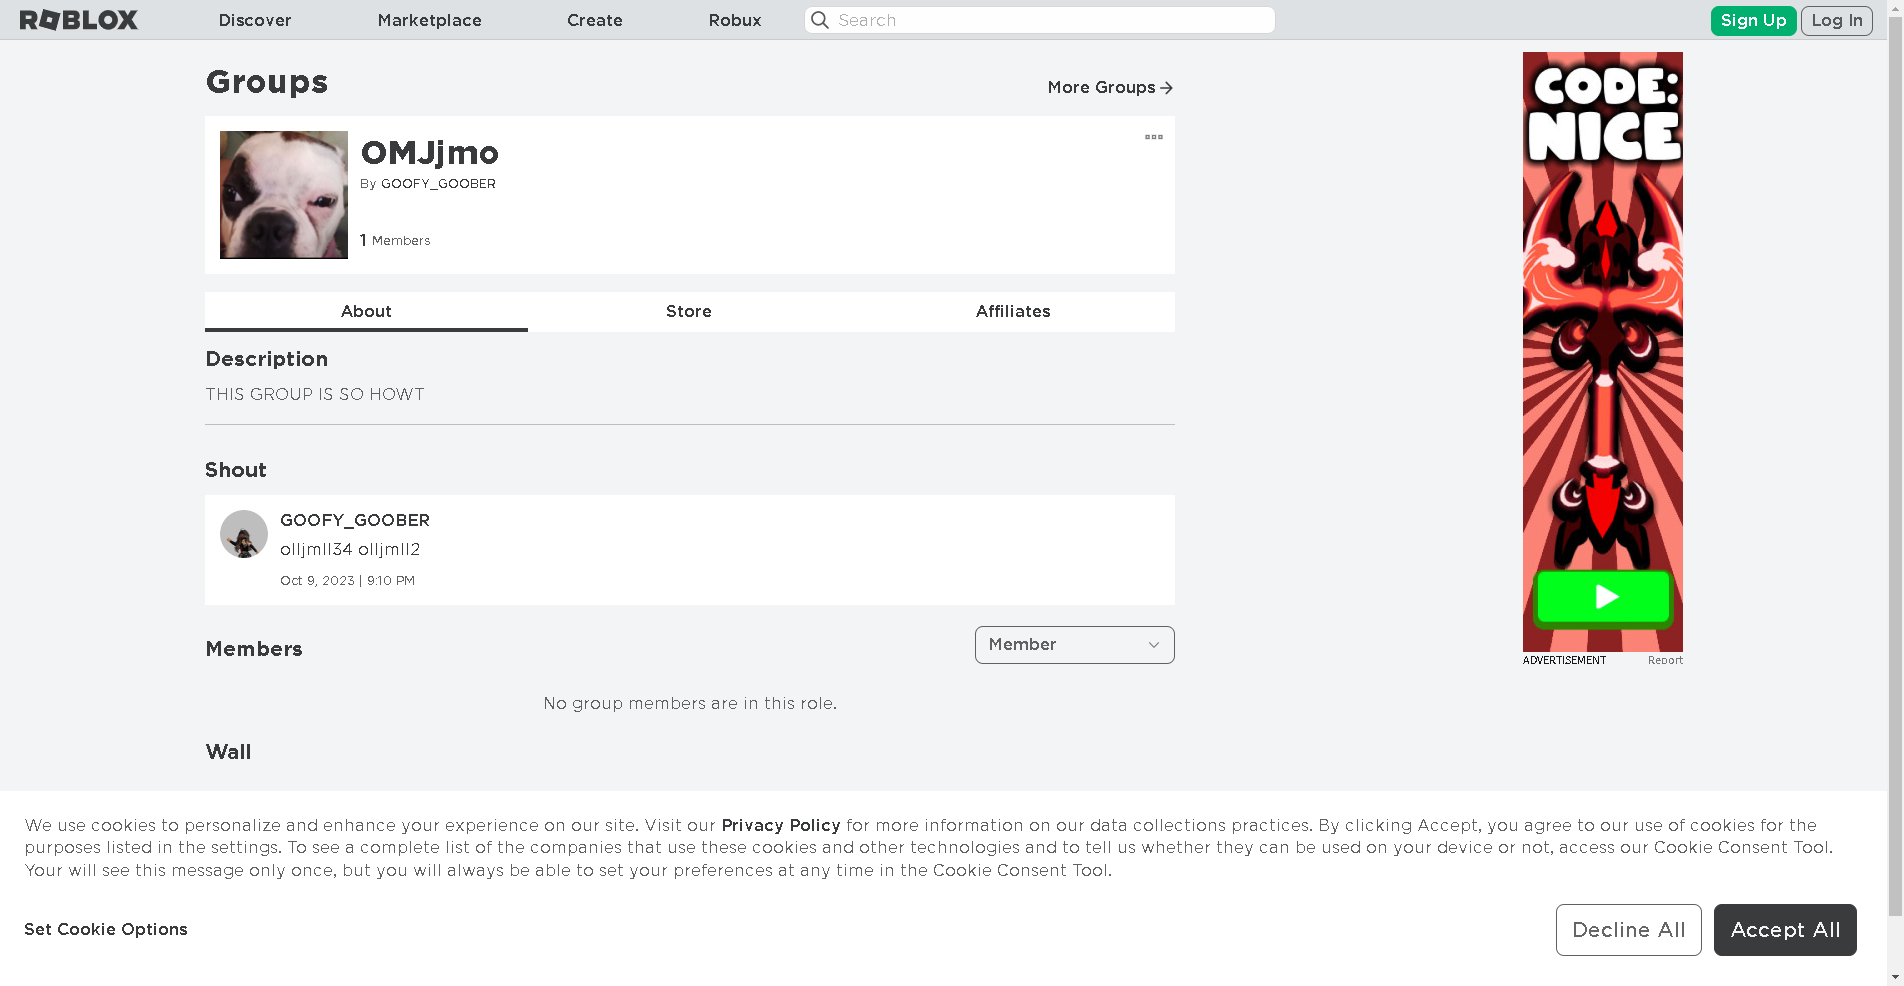 ROBLOX Discover Marketplace Create Robux Search Sign Up Log In
Groups
More Groups
OMJjmo
By GOOFY_GOOBER
1 Members
About Store Affiliates
Description
THIS GROUP IS SO HOWT
Shout
GOOFY_GOOBER
olljmll34 olljmll2
Oct 9, 2023 | 9:10 PM
Members
Member
No group members are in this role.
Wall
CODE:
NICE
ADVERTISEMENT Report
We use cookies to personalize and enhance your experience on our site. Visit our Privacy Policy for more information on our data collections practices. By clicking Accept, you agree to our use of cookies for the
purposes listed in the settings. To see a complete list of the companies that use these cookies and other technologies and to tell us whether they can be used on your device or not, access our Cookie Consent Tool.
Your will see this message only once, but you will always be able to set your preferences at any time in the Cookie Consent Tool.
Set Cookie Options
Decline All
Accept All